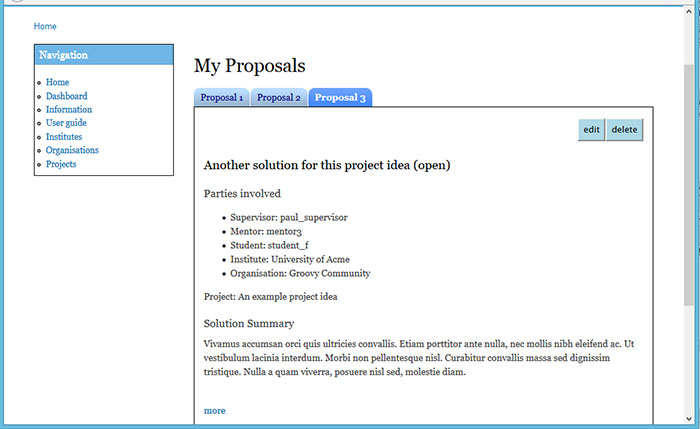 Home
Navigation
Home
Dashboard
Information
User guide
Institutes
Organisations
Projects
My Proposals
Proposal 1 Proposal 2 Proposal 3
edit delete
Another solution for this project idea (open)
Parties involved
Supervisor: paul_supervisor
Mentor: mentor3
Student: student_f
Institute: University of Acme
Organisation: Groovy Community
Project: An example project idea
Solution Summary
Vivamus accumsan orci quis ultricies convallis. Etiam porttitor ante nulla, nec mollis nibh eleifend ac. Ut
vestibulum lacinia interdum. Morbi non pellentesque nisl. Curabitur convallis massa sed dignissim
tristique. Nulla a quam viverra, posuere nisl sed, molestie diam.
more